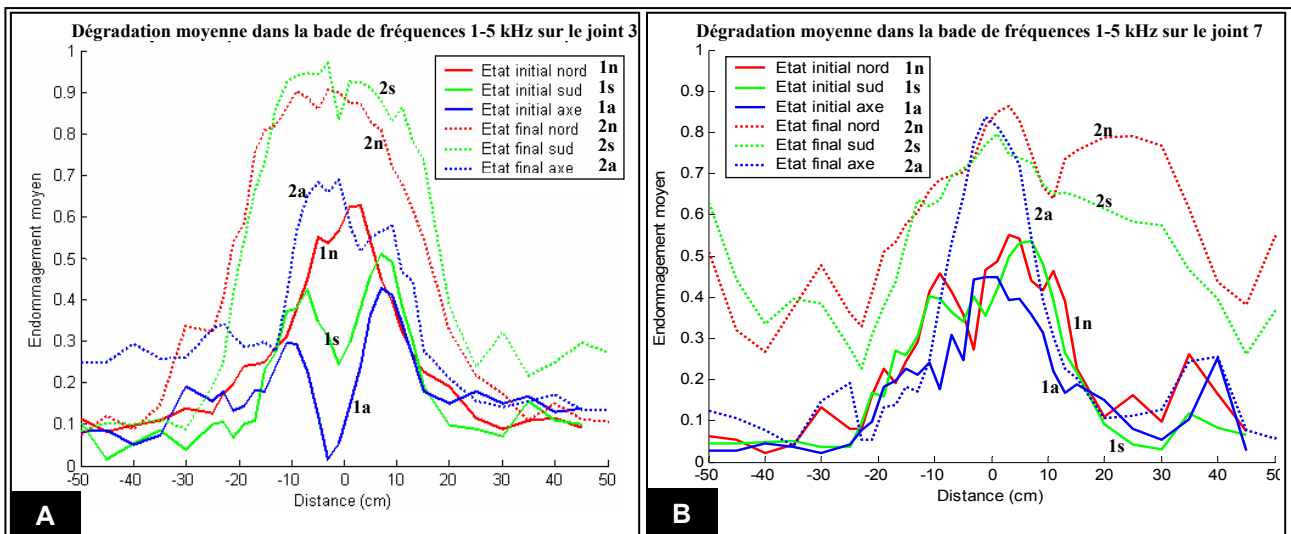 Dégradation moyenne dans la bade de fréquences 1-5 kHz sur le joint 3
Etat initial nord 1n
Etat initial sud 1s
Etat initial axe 1a
Etat final nord 2n
Etat final sud 2s
Etat final axe 2a
2s
2n
2a
1n
1s
1a
1
0.9
0.8
0.7
0.6
0.5
0.4
0.3
0.2
0.1
0
Endommagement moyen
-50 -40 -30 -20 -10 0 10 20 30 40 50
Distance (cm)
A
Dégradation moyenne dans la bade de fréquences 1-5 kHz sur le joint 7
Etat initial nord 1n
Etat initial sud 1s
Etat initial axe 1a
Etat final nord 2n
Etat final sud 2s
Etat final axe 2a
2n
2s
2a
1n
1a
1s
1
0.9
0.8
0.7
0.6
0.5
0.4
0.3
0.2
0.1
0
Endommagement moyen
-50 -40 -30 -20 -10 0 10 20 30 40 50
Distance (cm)
B